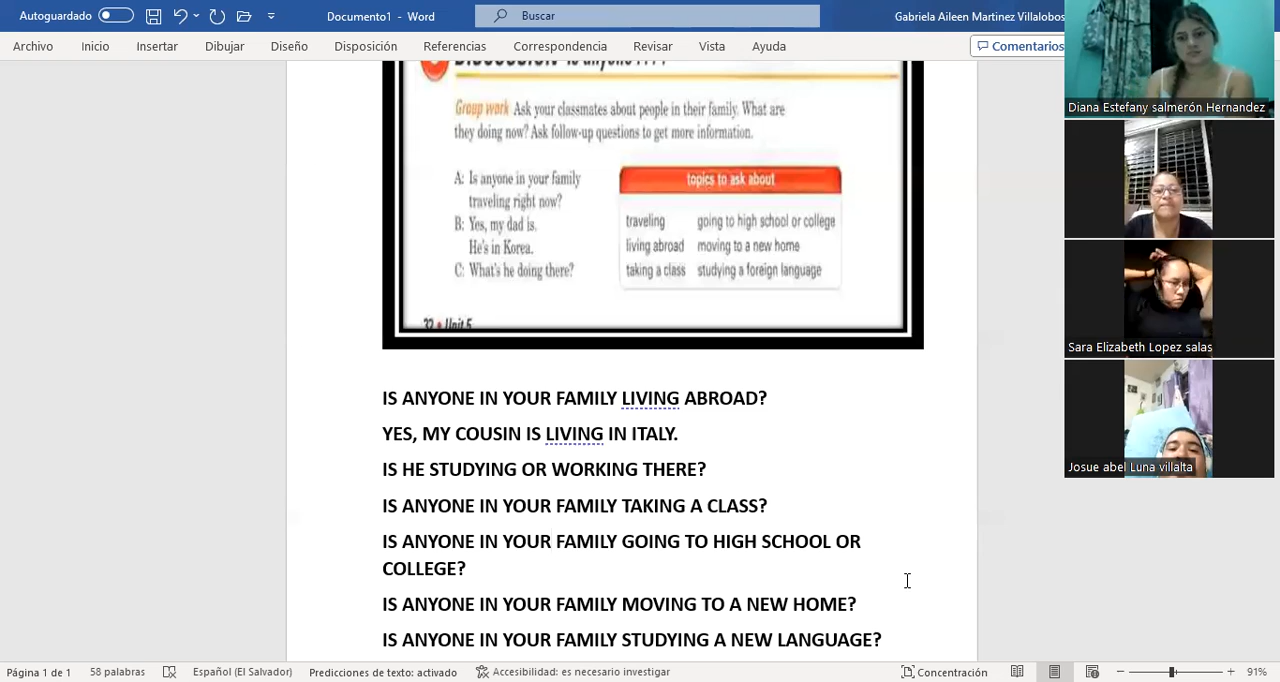 Autoguardado
Documento1 - Word
Buscar
Gabriela Aileen Martinez Villalobos
Archivo Inicio Insertar Dibujar Diseño Disposición Referencias Correspondencia Revisar Vista Ayuda
Comentarios
DISCUSSION Is anyone . . . ?
Group work Ask your classmates about people in their family. What are
they doing now? Ask follow-up questions to get more information.
A: Is anyone in your family
traveling right now?
B: Yes, my dad is.
He's in Korea.
C: What's he doing there?
topics to ask about
traveling going to high school or college
living abroad moving to a new home
taking a class studying a foreign language
32 • Unit 5
IS ANYONE IN YOUR FAMILY LIVING ABROAD?
YES, MY COUSIN IS LIVING IN ITALY.
IS HE STUDYING OR WORKING THERE?
IS ANYONE IN YOUR FAMILY TAKING A CLASS?
IS ANYONE IN YOUR FAMILY GOING TO HIGH SCHOOL OR
COLLEGE?
IS ANYONE IN YOUR FAMILY MOVING TO A NEW HOME?
IS ANYONE IN YOUR FAMILY STUDYING A NEW LANGUAGE?
Diana Estefany salmerón Hernandez
Sara Elizabeth Lopez salas
Josue abel Luna villalta
Página 1 de 1 58 palabras Español (El Salvador) Predicciones de texto: activado Accesibilidad: es necesario investigar Concentración 91%